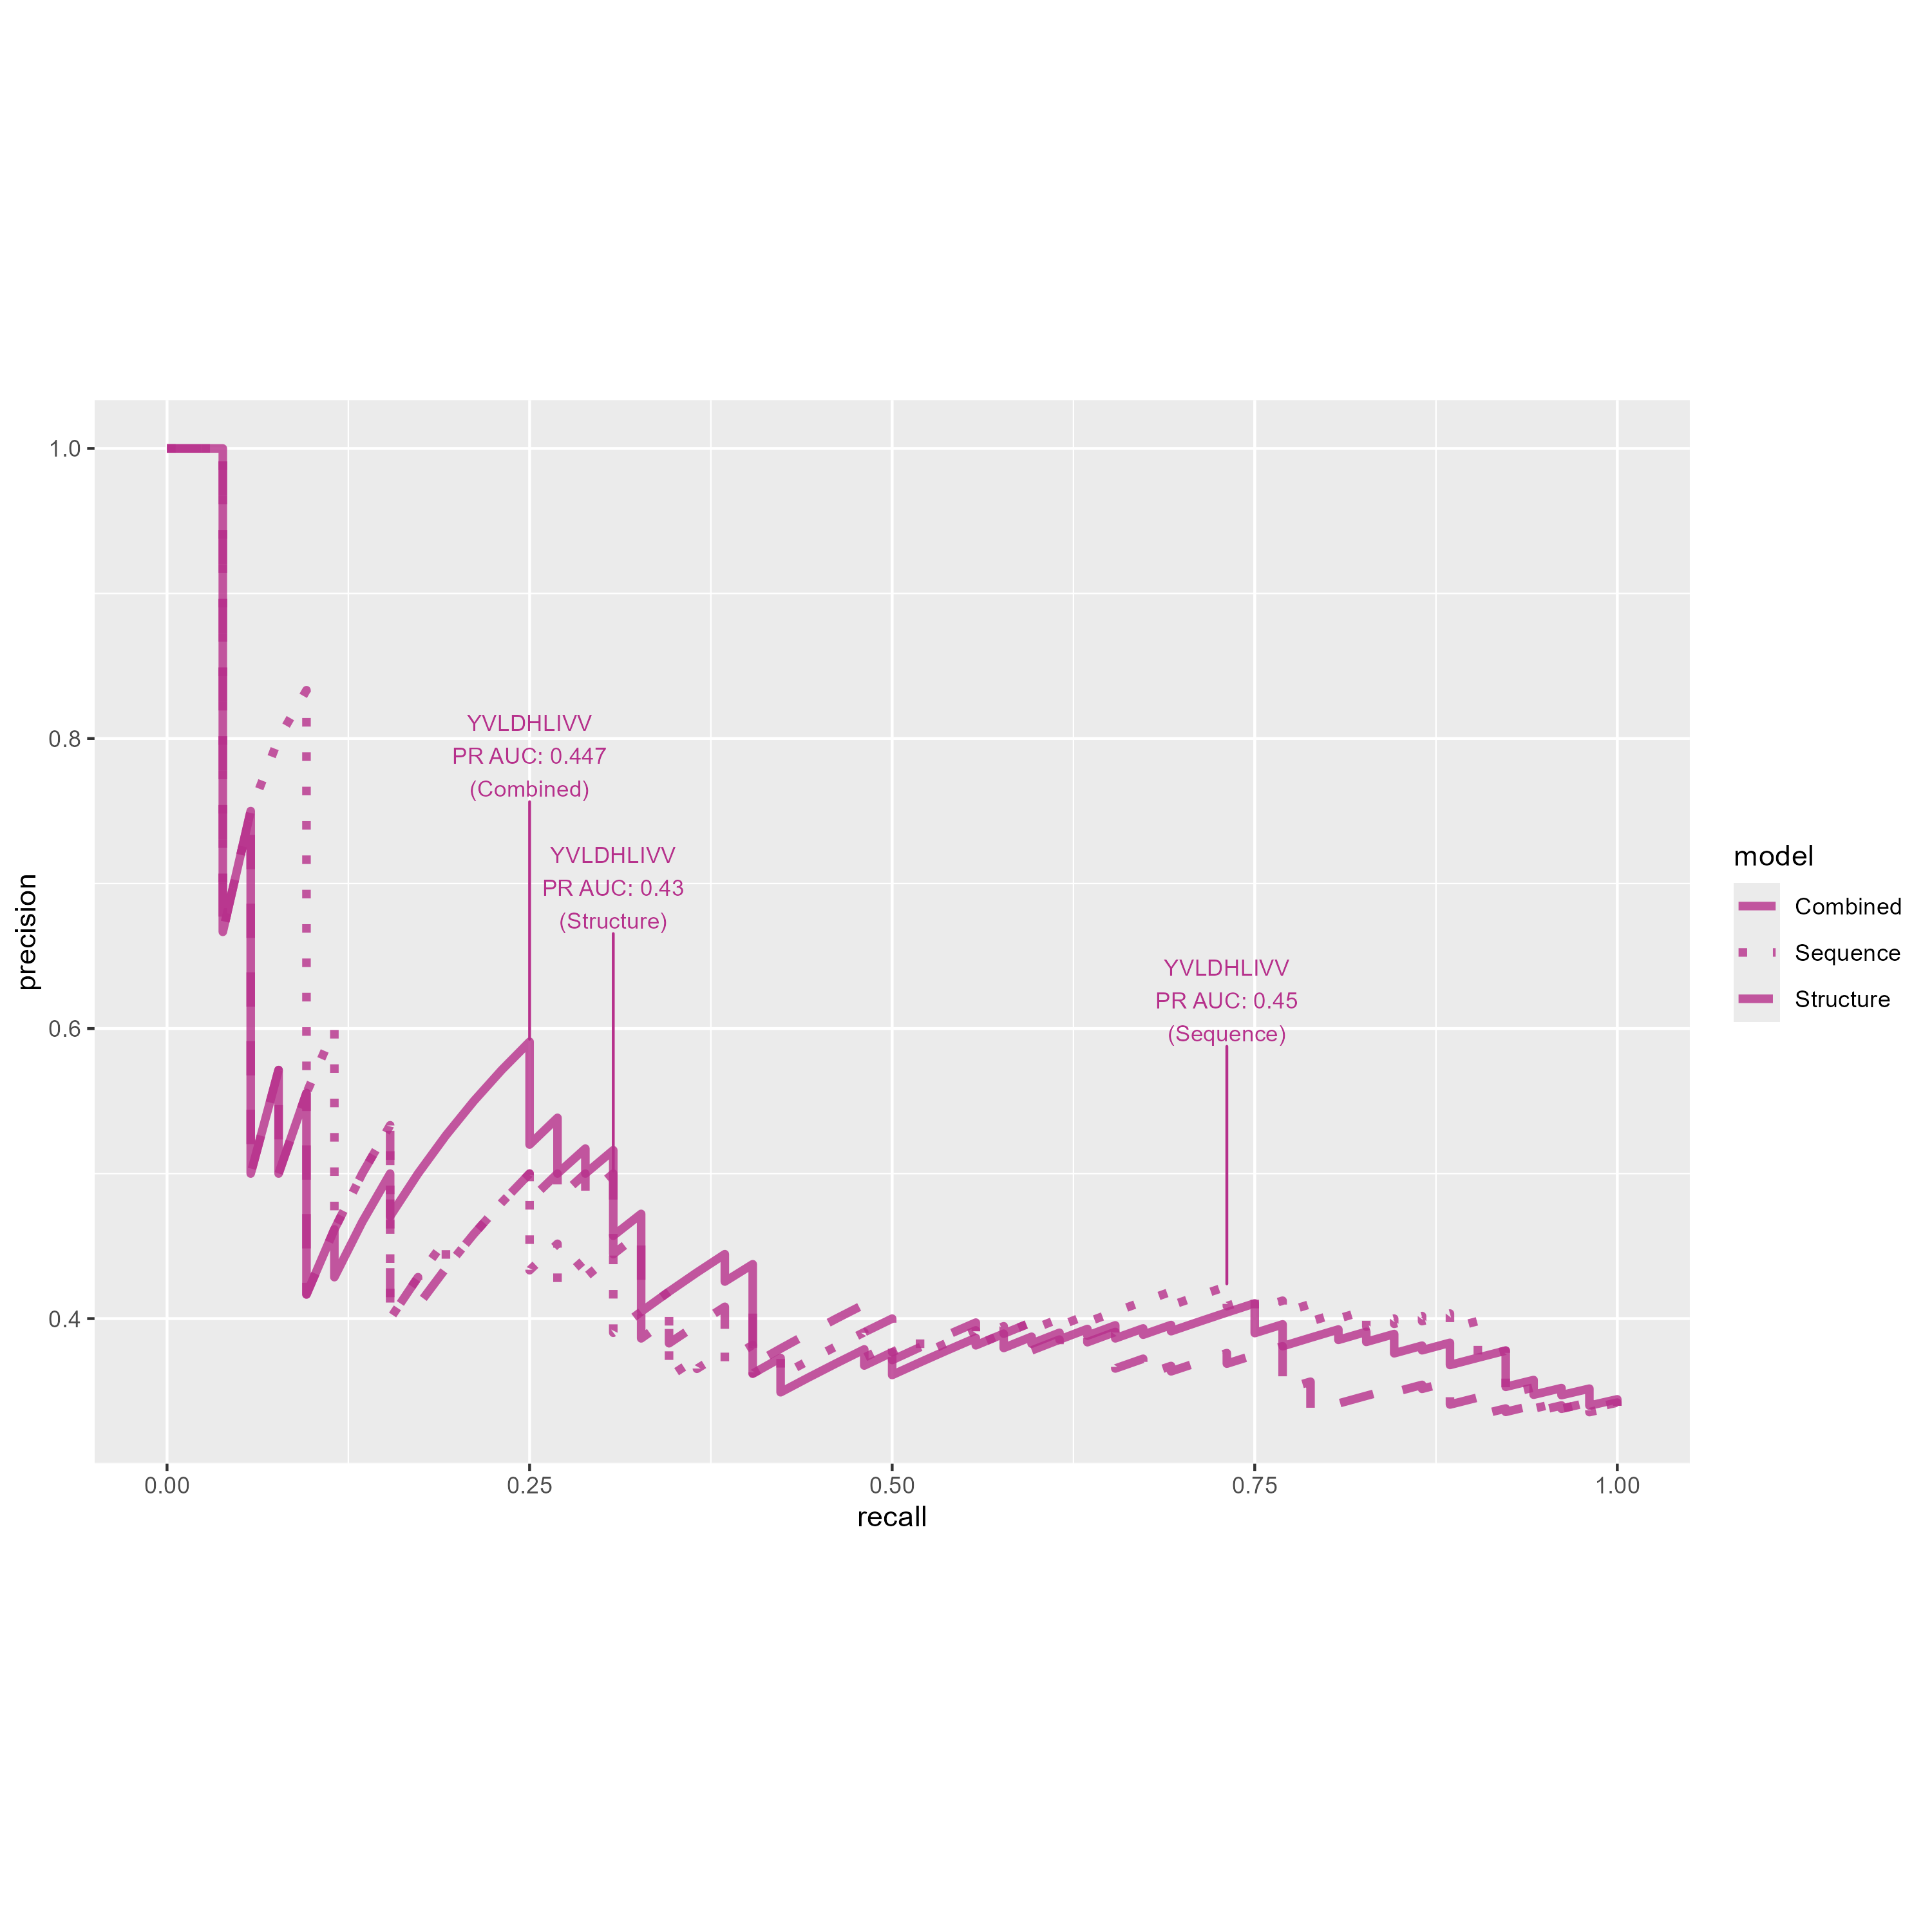 1.0
0.8
0.6
0.4
precision
YVLDHLIVV
PR AUC: 0.447
(Combined)
YVLDHLIVV
PR AUC: 0.43
(Structure)
YVLDHLIVV
PR AUC: 0.45
(Sequence)
0.00
0.25
0.50
0.75
1.00
recall
model
Combined
Sequence
Structure